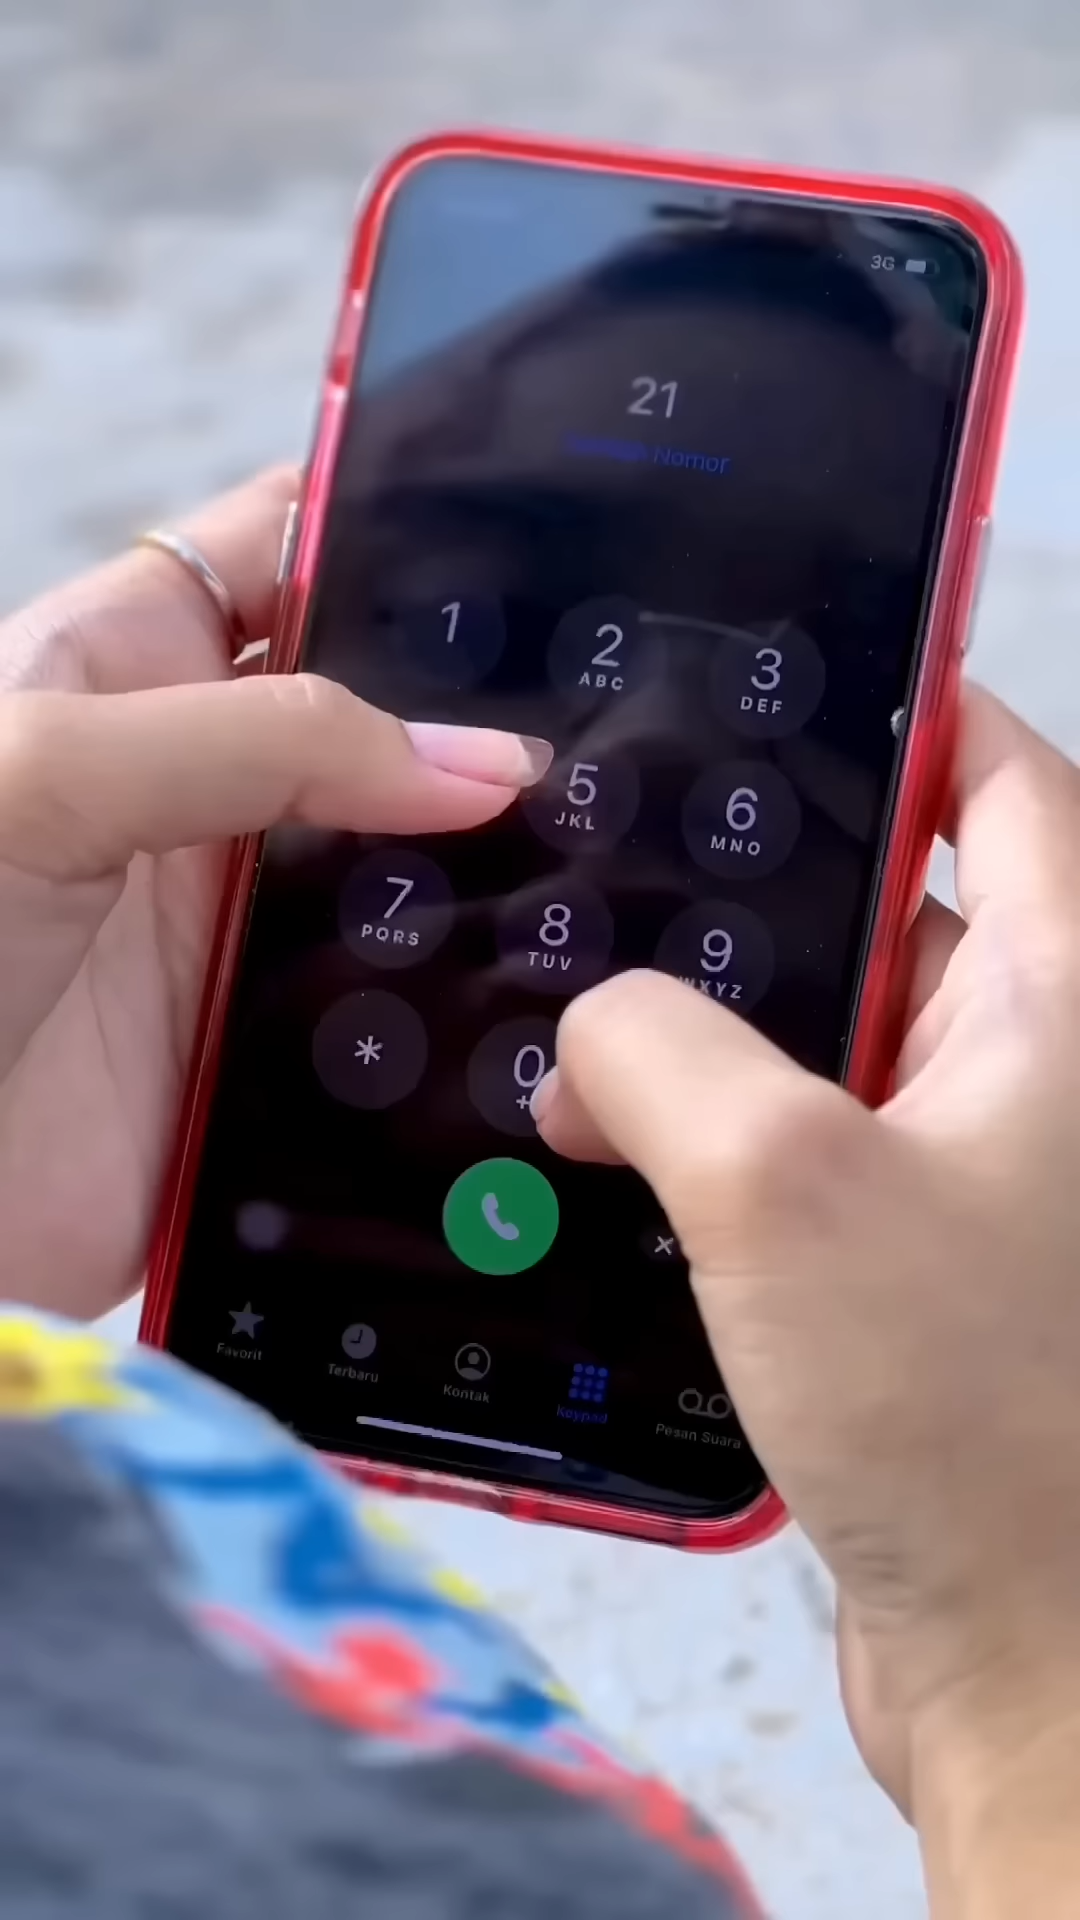 3G
21
Nomor
1
2
ABC
3
DEF
5
JKL
6
MNO
7
PQRS
8
TUV
9
WXYZ
*
0
+
Favorit
Terbaru
Kontak
Keypad
Pesan Suara